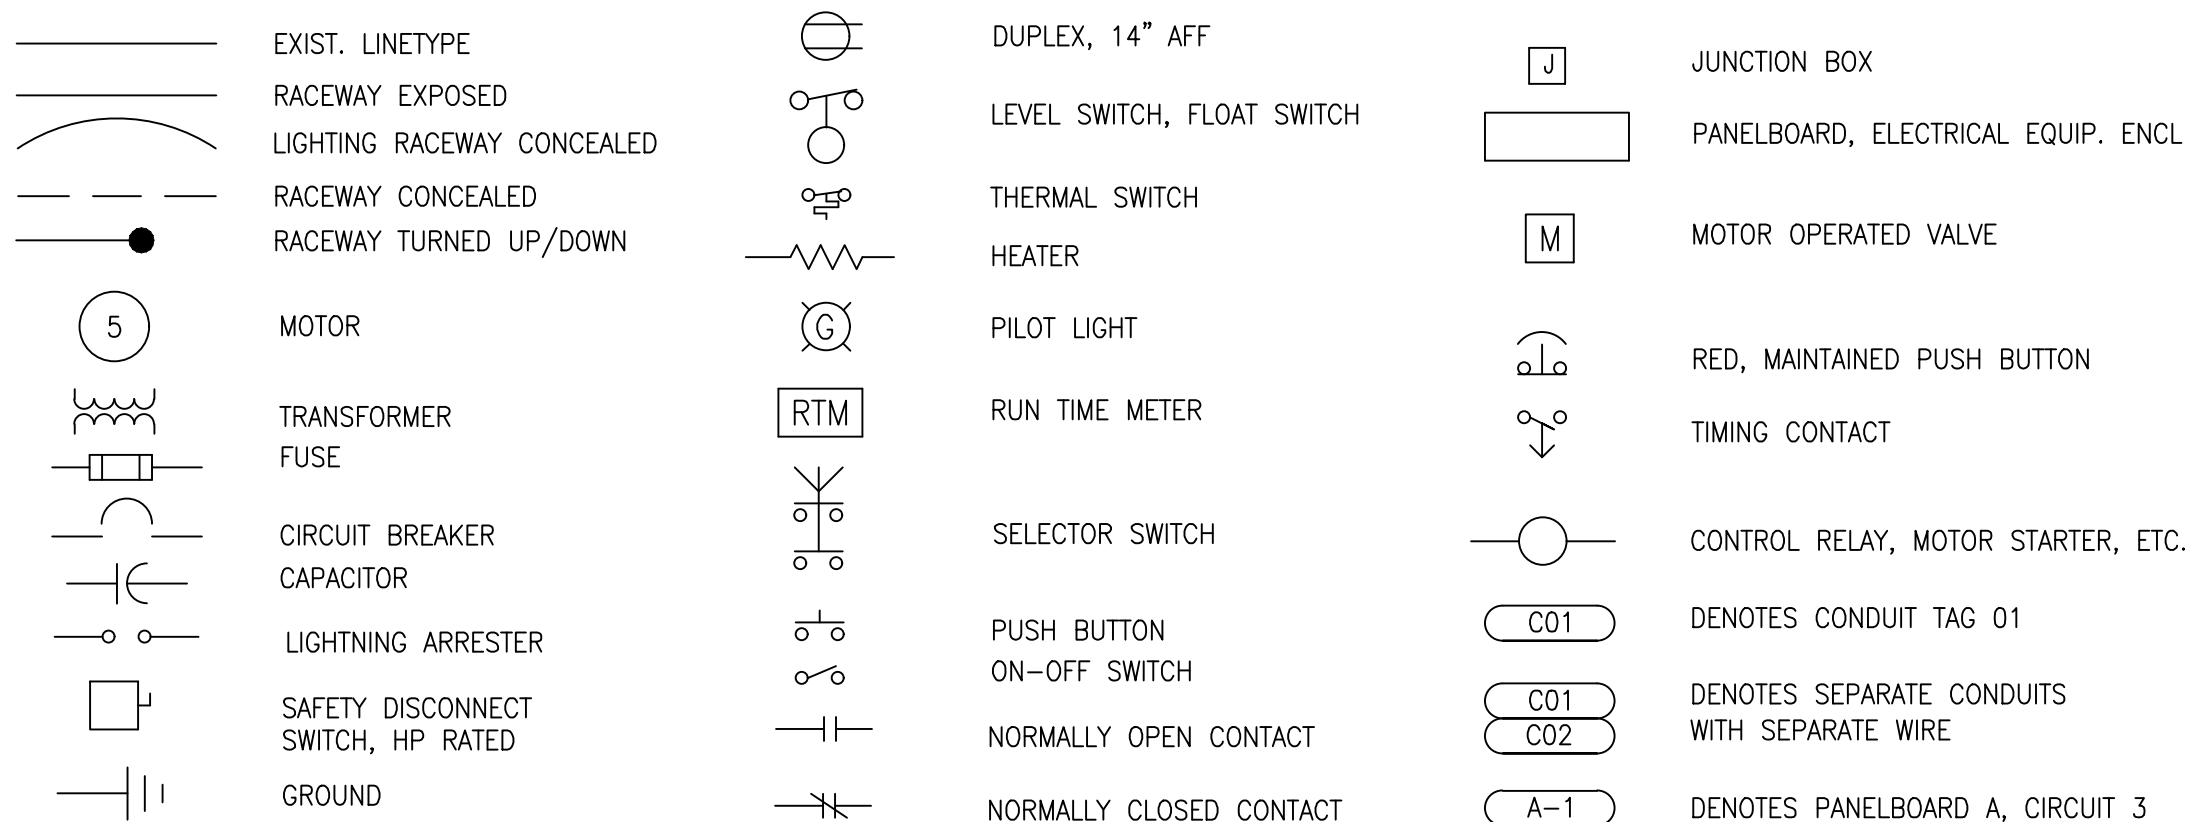 EXIST. LINETYPE
RACEWAY EXPOSED
LIGHTING RACEWAY CONCEALED
RACEWAY CONCEALED
RACEWAY TURNED UP/DOWN
5
MOTOR
TRANSFORMER
FUSE
CIRCUIT BREAKER
CAPACITOR
LIGHTNING ARRESTER
SAFETY DISCONNECT
SWITCH, HP RATED
GROUND
DUPLEX, 14" AFF
LEVEL SWITCH, FLOAT SWITCH
THERMAL SWITCH
HEATER
G
PILOT LIGHT
RTM
RUN TIME METER
SELECTOR SWITCH
PUSH BUTTON
ON-OFF SWITCH
NORMALLY OPEN CONTACT
NORMALLY CLOSED CONTACT
J
JUNCTION BOX
PANELBOARD, ELECTRICAL EQUIP. ENCL
M
MOTOR OPERATED VALVE
RED, MAINTAINED PUSH BUTTON
TIMING CONTACT
CONTROL RELAY, MOTOR STARTER, ETC.
C01
DENOTES CONDUIT TAG 01
C01
DENOTES SEPARATE CONDUITS
C02
WITH SEPARATE WIRE
A-1
DENOTES PANELBOARD A, CIRCUIT 3